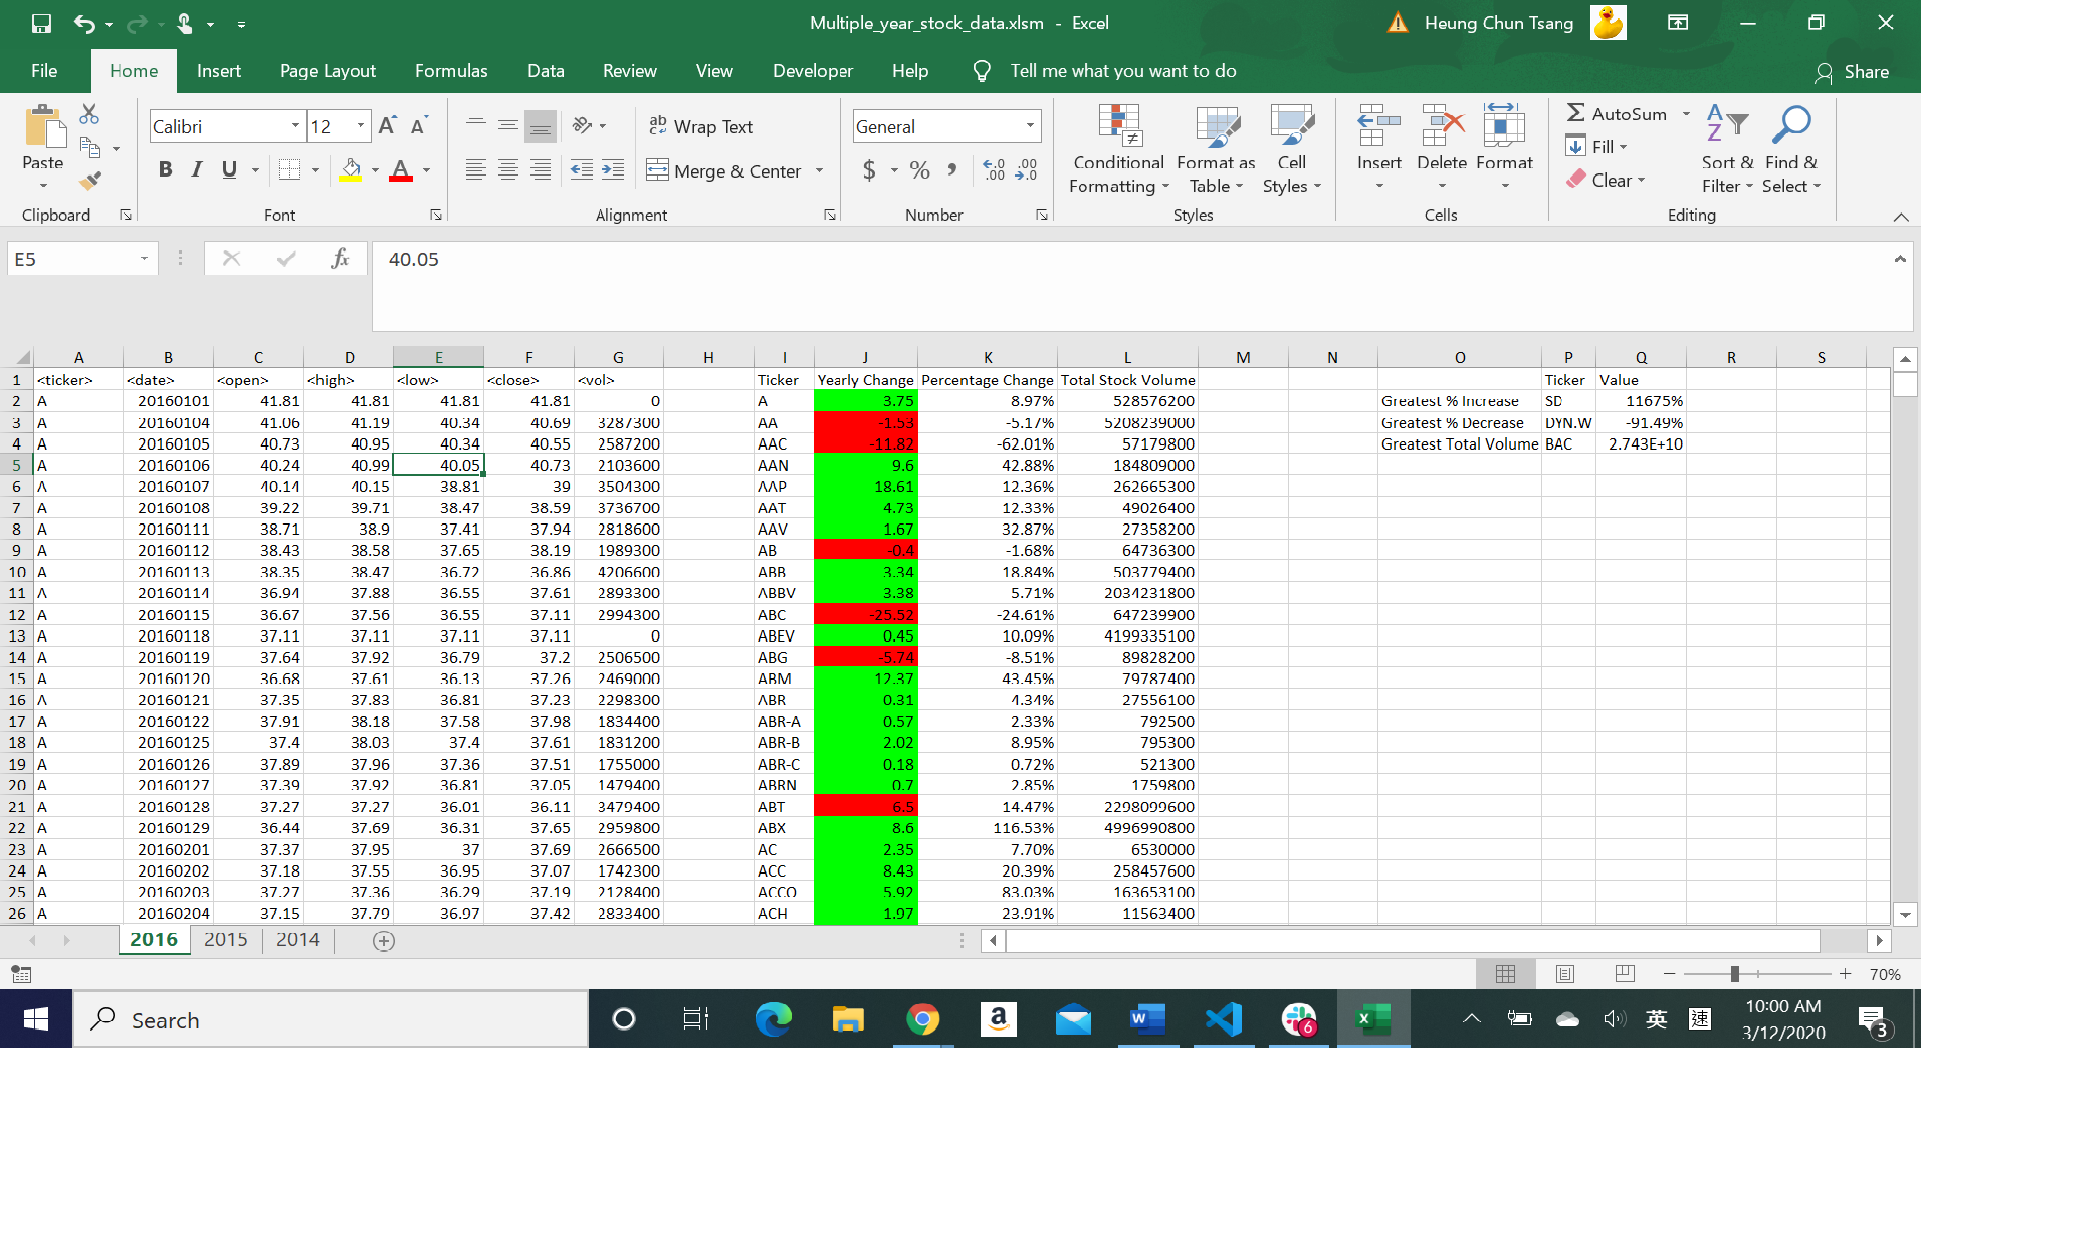 Multiple_year_stock_data.xlsm - Excel
Heung Chun Tsang
File Home Insert Page Layout Formulas Data Review View Developer Help Tell me what you want to do Share
Calibri 12 Wrap Text General AutoSum
Paste Conditional Formatting Format as Table Cell Styles Insert Delete Format Fill Sort & Filter Find & Select
B I U Merge & Center $ % Clear
Clipboard Font Alignment Number Styles Cells Editing
E5 fx 40.05
A B C D E F G H I J K L M N O P Q R S
1 <ticker> <date> <open> <high> <low> <close> <vol> Ticker Yearly Change Percentage Change Total Stock Volume Ticker Value
2 A 20160101 41.81 41.81 41.81 41.81 0 A 3.75 8.97% 528576200 Greatest % Increase SD 11675%
3 A 20160104 41.06 41.19 40.34 40.69 3287300 AA -1.53 -5.17% 5208239000 Greatest % Decrease DYN.W -91.49%
4 A 20160105 40.73 40.95 40.34 40.55 2587200 AAC -11.82 -62.01% 57179800 Greatest Total Volume BAC 2.743E+10
5 A 20160106 40.24 40.99 40.05 40.73 2103600 AAN 9.6 42.88% 184809000
6 A 20160107 40.14 40.15 38.81 39 3504300 AAP 18.61 12.36% 262665300
7 A 20160108 39.22 39.71 38.47 38.59 3736700 AAT 4.73 12.33% 49026400
8 A 20160111 38.71 38.9 37.41 37.94 2818600 AAV 1.67 32.87% 27358200
9 A 20160112 38.43 38.58 37.65 38.19 1989300 AB -0.4 -1.68% 64736300
10 A 20160113 38.35 38.47 36.72 36.86 4206600 ABB 3.34 18.84% 503779400
11 A 20160114 36.94 37.88 36.55 37.61 2893300 ABBV 3.38 5.71% 2034231800
12 A 20160115 36.67 37.56 36.55 37.11 2994300 ABC -25.52 -24.61% 647239900
13 A 20160118 37.11 37.11 37.11 37.11 0 ABEV 0.45 10.09% 4199335100
14 A 20160119 37.64 37.92 36.79 37.2 2506500 ABG -5.74 -8.51% 89828200
15 A 20160120 36.68 37.61 36.13 37.26 2469000 ABM 12.37 43.45% 79787400
16 A 20160121 37.35 37.83 36.81 37.23 2298300 ABR 0.31 4.34% 27556100
17 A 20160122 37.91 38.18 37.58 37.98 1834400 ABR-A 0.57 2.33% 792500
18 A 20160125 37.4 38.03 37.4 37.61 1831200 ABR-B 2.02 8.95% 795300
19 A 20160126 37.89 37.96 37.36 37.51 1755000 ABR-C 0.18 0.72% 521300
20 A 20160127 37.39 37.92 36.81 37.05 1479400 ABRN 0.7 2.85% 1759800
21 A 20160128 37.27 37.27 36.01 36.11 3479400 ABT 6.5 14.47% 2298099600
22 A 20160129 36.44 37.69 36.31 37.65 2959800 ABX 8.6 116.53% 4996990800
23 A 20160201 37.37 37.95 37 37.69 2666500 AC 2.35 7.70% 6530000
24 A 20160202 37.18 37.55 36.95 37.07 1742300 ACC 8.43 20.39% 258457600
25 A 20160203 37.27 37.36 36.29 37.19 2128400 ACCO 5.92 83.03% 163653100
26 A 20160204 37.15 37.79 36.97 37.42 2833400 ACH 1.97 23.91% 11563400
2016 2015 2014
70%
Search 6 英 速 10:00 AM
3/12/2020 3